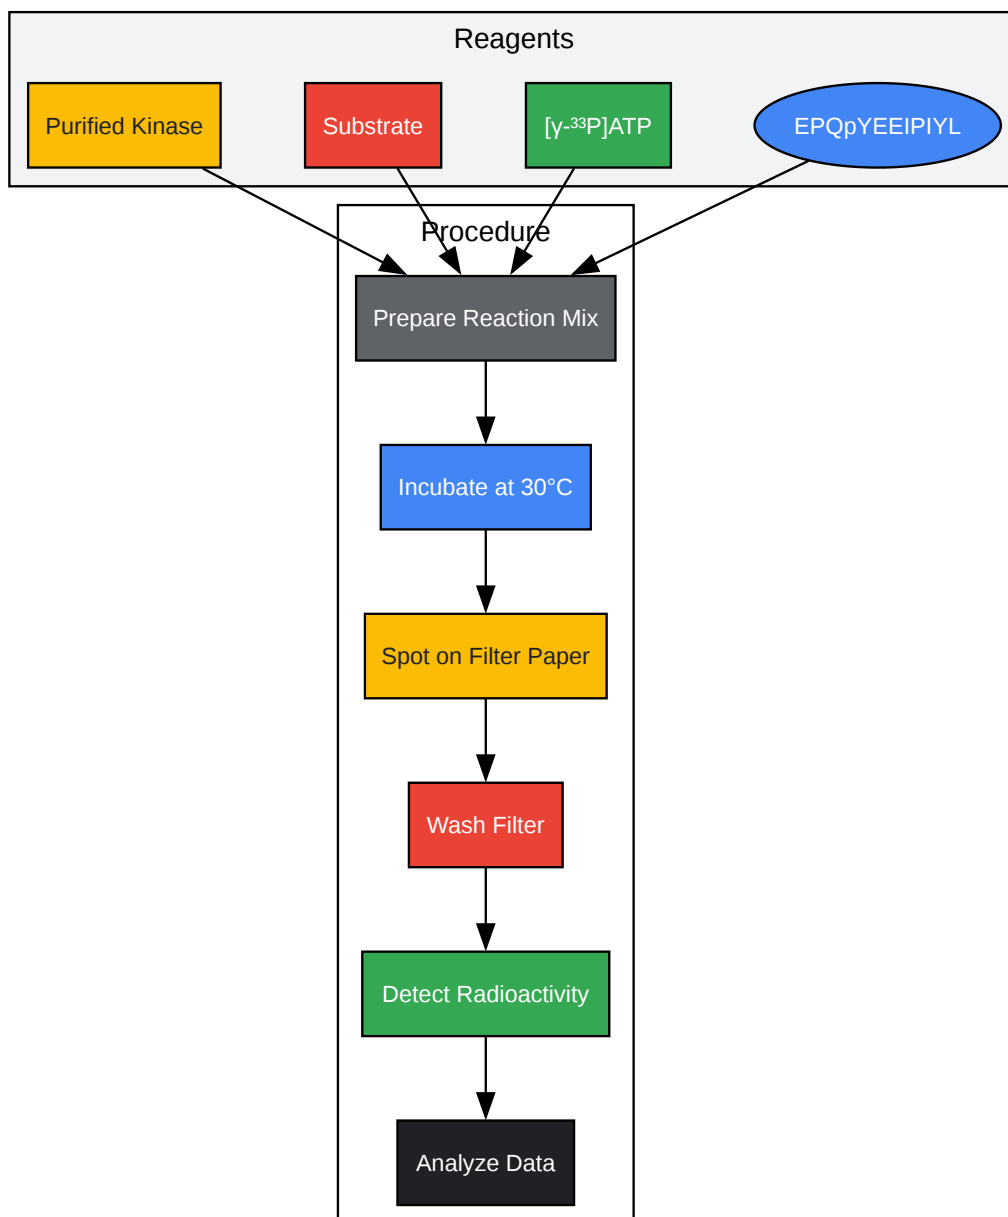 Reagents
Purified Kinase
Substrate
[γ-³³P]ATP
EPQpYEEIPIYL
Procedure
Prepare Reaction Mix
Incubate at 30°C
Spot on Filter Paper
Wash Filter
Detect Radioactivity
Analyze Data